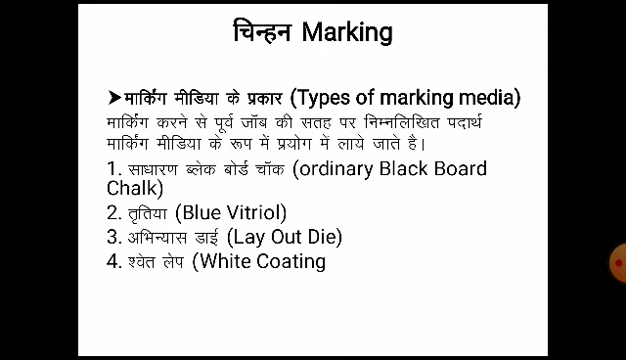 चिन्हन Marking
➤मार्किंग मीडिया के प्रकार (Types of marking media)
मार्किंग करने से पूर्व जॉब की सतह पर निम्नलिखित पदार्थ
मार्किंग मीडिया के रूप में प्रयोग में लाये जाते है।
1. साधारण ब्लेक बोर्ड चॉक (ordinary Black Board
Chalk)
2. तृतिया (Blue Vitriol)
3. अभिन्यास डाई (Lay Out Die)
4. श्वेत लेप (White Coating